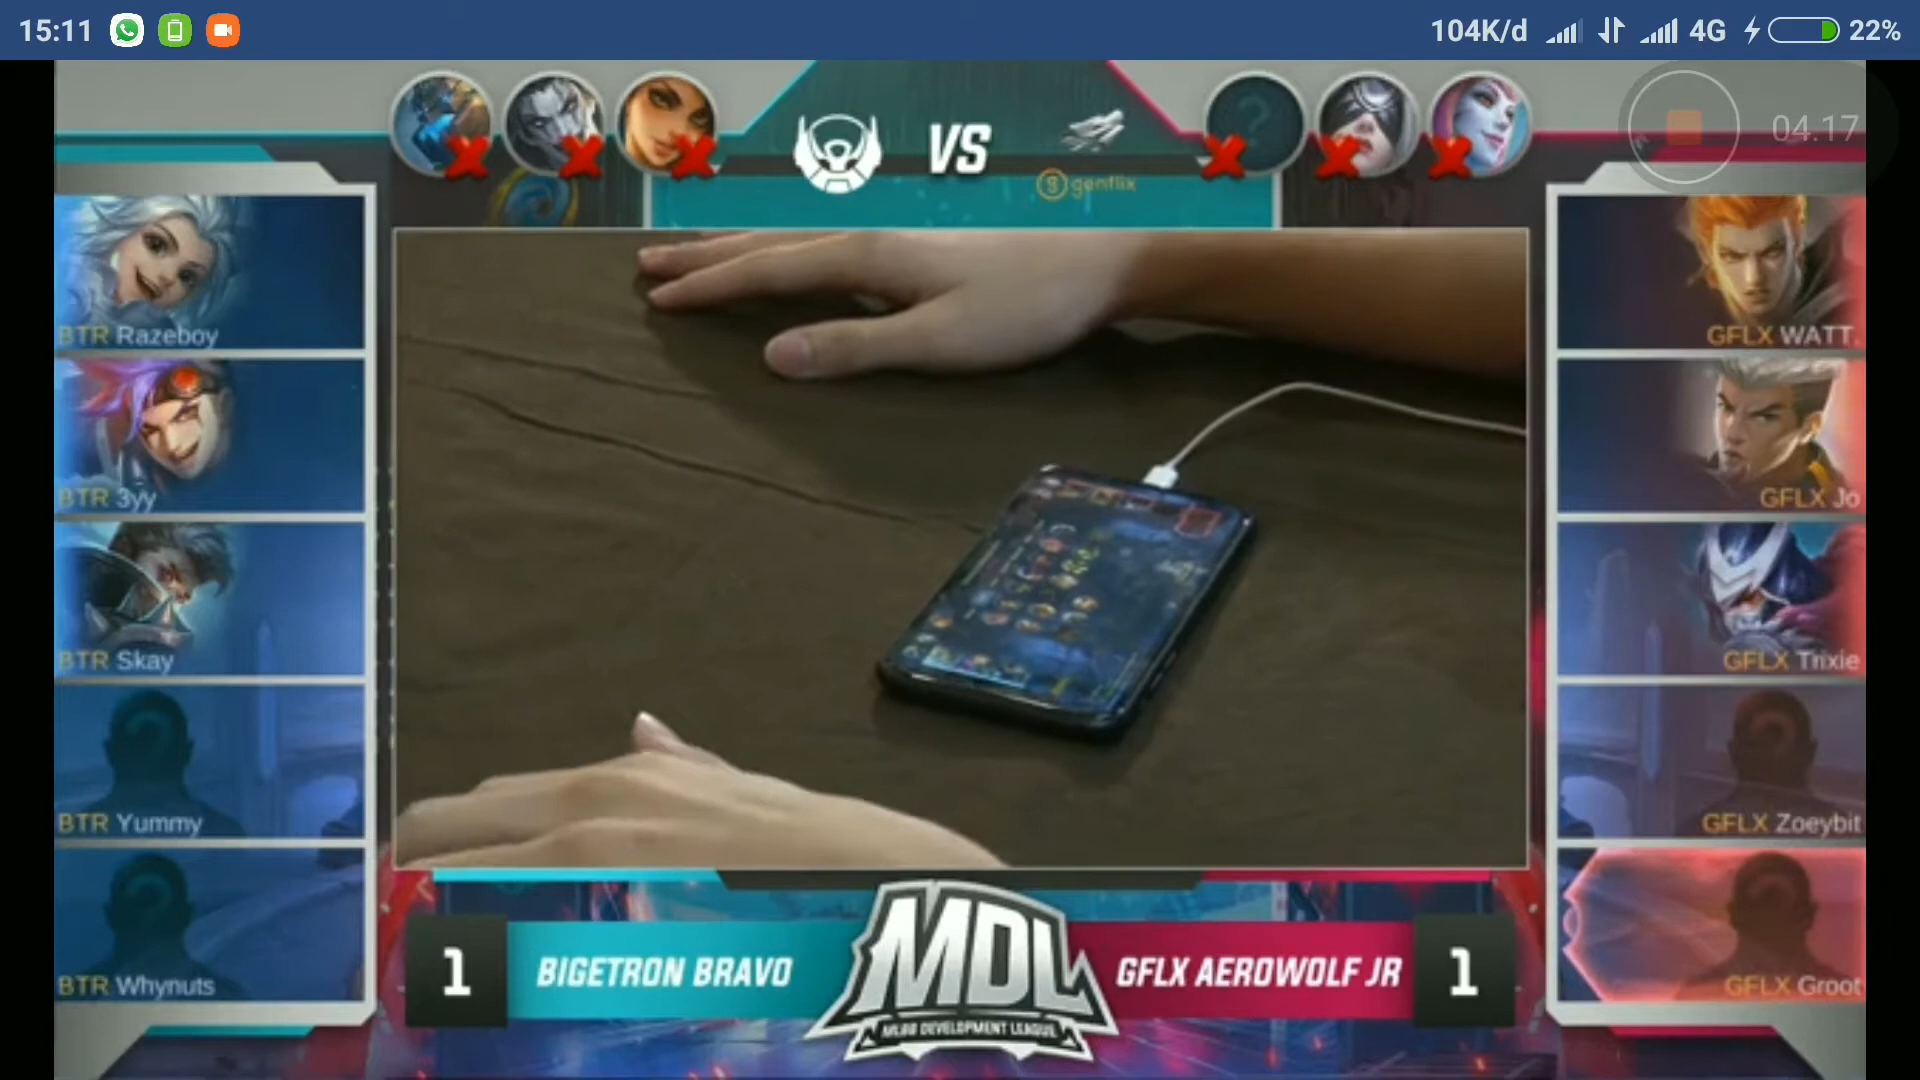 15:11
104K/d 4G 22%
04.17
VS
genflix
BTR Razeboy
BTR 3yy
BTR Skay
BTR Yummy
BTR Whynuts
GFLX WATT.
GFLX Jo
GFLX Trixie
GFLX Zoeybit
GFLX Groot
1 BIGETRON BRAVO
MDL
MLBB DEVELOPMENT LEAGUE
GFLX AEROWOLF JR 1